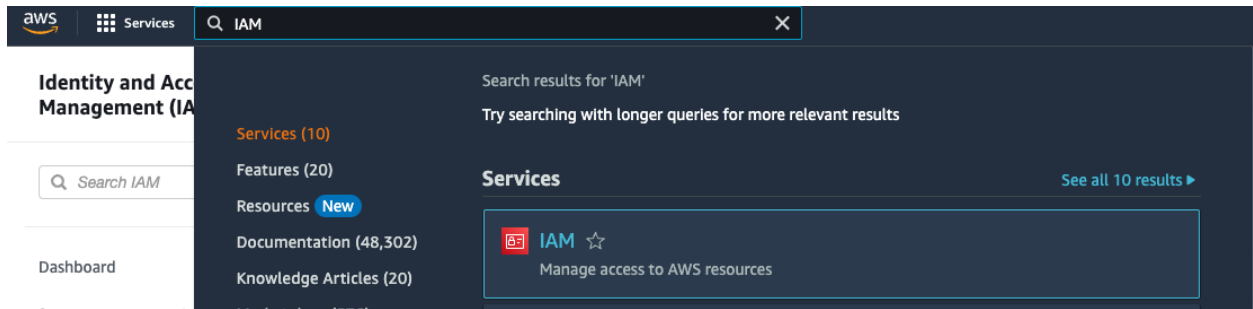 aws
Services
IAM
Identity and Acc
Management (IA
Search IAM
Dashboard
Services (10)
Features (20)
Resources New
Documentation (48,302)
Knowledge Articles (20)
Search results for 'IAM'
Try searching with longer queries for more relevant results
Services
See all 10 results
IAM
Manage access to AWS resources